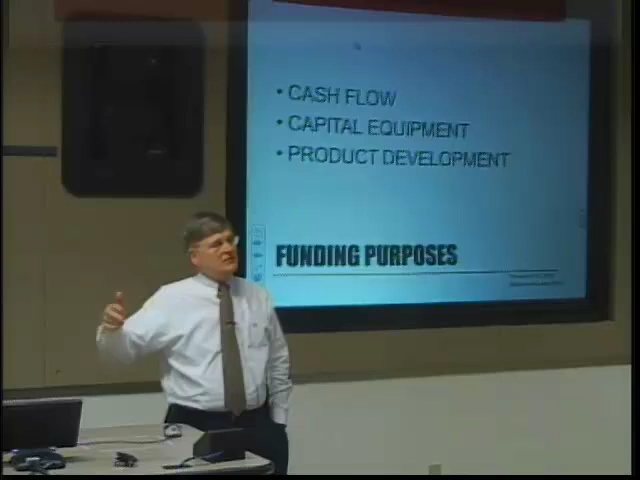 • CASH FLOW
• CAPITAL EQUIPMENT
• PRODUCT DEVELOPMENT
FUNDING PURPOSES